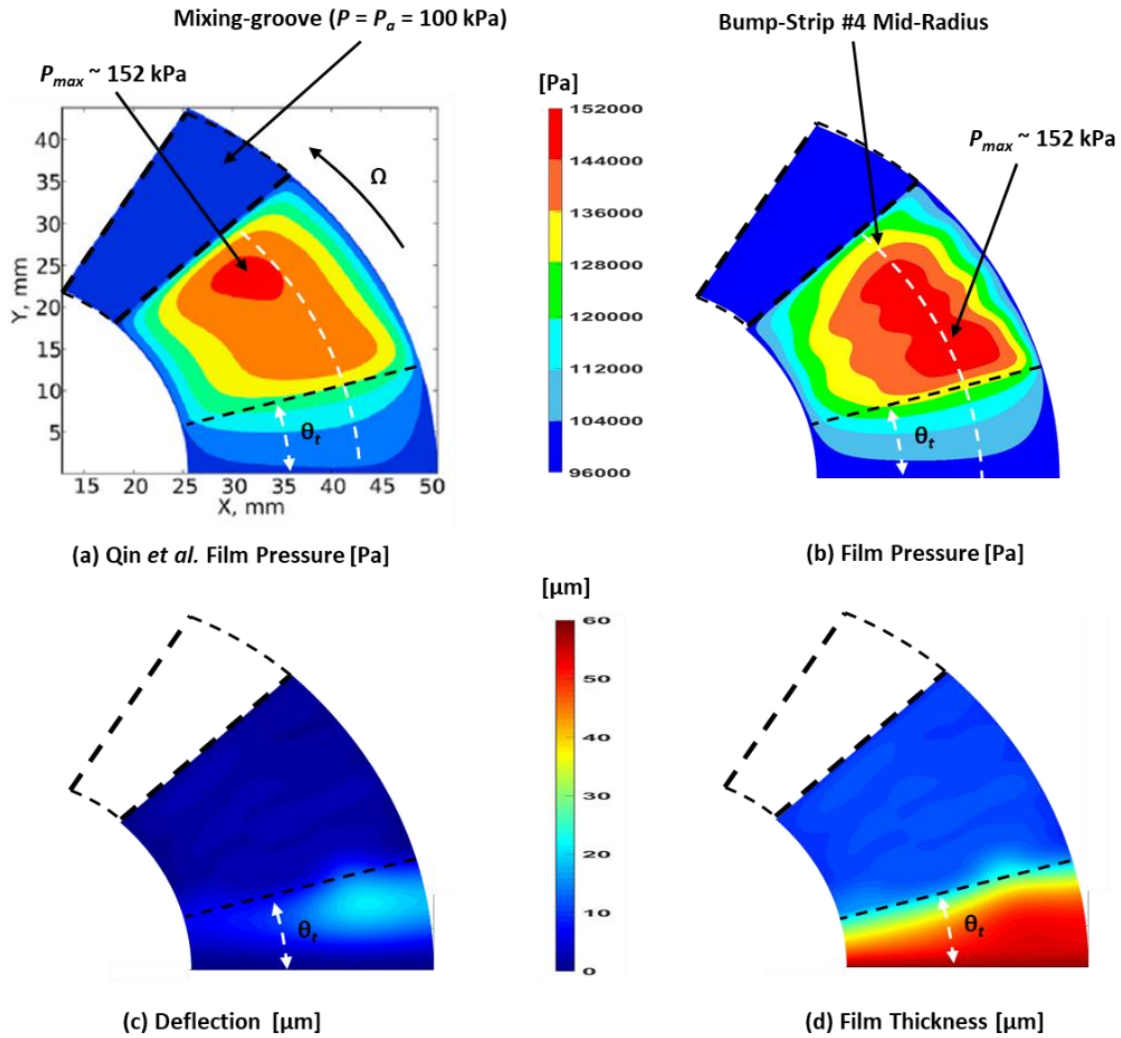 Mixing-groove (P = Pa = 100 kPa)
Bump-Strip #4 Mid-Radius
Pmax ~ 152 kPa
[Pa]
Pmax ~ 152 kPa
Ω
40
35
30
25
20
15
10
5
Y, mm
15 20 25 30 35 40 45 50
X, mm
θt
152000
144000
136000
128000
120000
112000
104000
96000
θt
(a) Qin et al. Film Pressure [Pa]
(b) Film Pressure [Pa]
[µm]
60
50
40
30
20
10
0
θt
θt
(c) Deflection [µm]
(d) Film Thickness [µm]